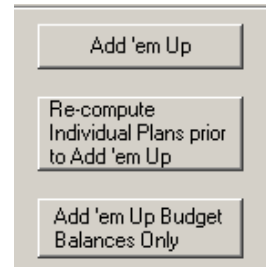 Add 'em Up
Re-compute
Individual Plans prior
to Add 'em Up
Add 'em Up Budget
Balances Only